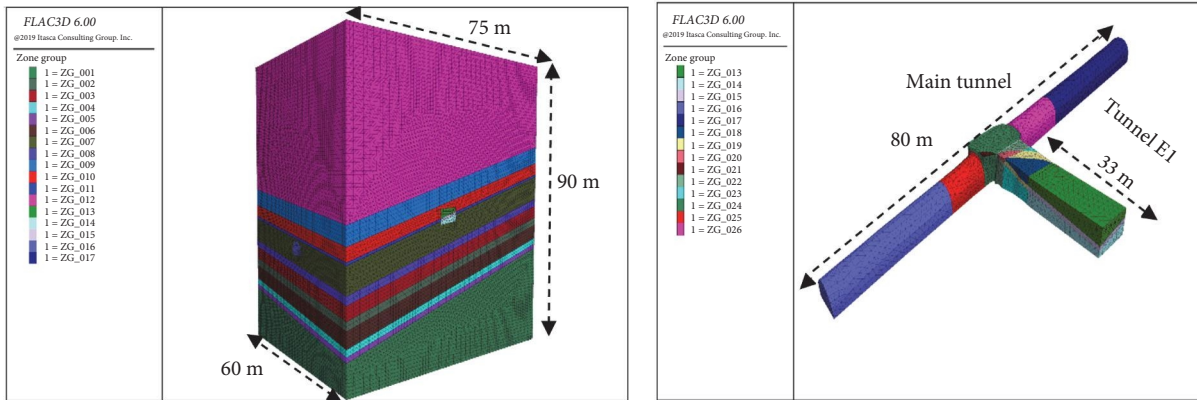 FLAC3D 6.00
@2019 Itasca Consulting Group. Inc.
Zone group
1 = ZG_001
1 = ZG_002
1 = ZG_003
1 = ZG_004
1 = ZG_005
1 = ZG_006
1 = ZG_007
1 = ZG_008
1 = ZG_009
1 = ZG_010
1 = ZG_011
1 = ZG_012
1 = ZG_013
1 = ZG_014
1 = ZG_015
1 = ZG_016
1 = ZG_017
75 m
90 m
60 m
FLAC3D 6.00
@2019 Itasca Consulting Group. Inc.
Zone group
1 = ZG_013
1 = ZG_014
1 = ZG_015
1 = ZG_016
1 = ZG_017
1 = ZG_018
1 = ZG_019
1 = ZG_020
1 = ZG_021
1 = ZG_022
1 = ZG_023
1 = ZG_024
1 = ZG_025
1 = ZG_026
Main tunnel
80 m
Tunnel E1
33 m